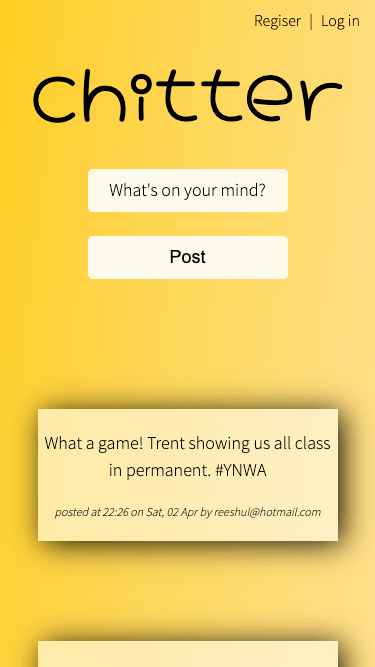 Regiser | Log in
chitter
What's on your mind?
Post
What a game! Trent showing us all class
in permanent. #YNWA
posted at 22:26 on Sat, 02 Apr by reeshul@hotmail.com